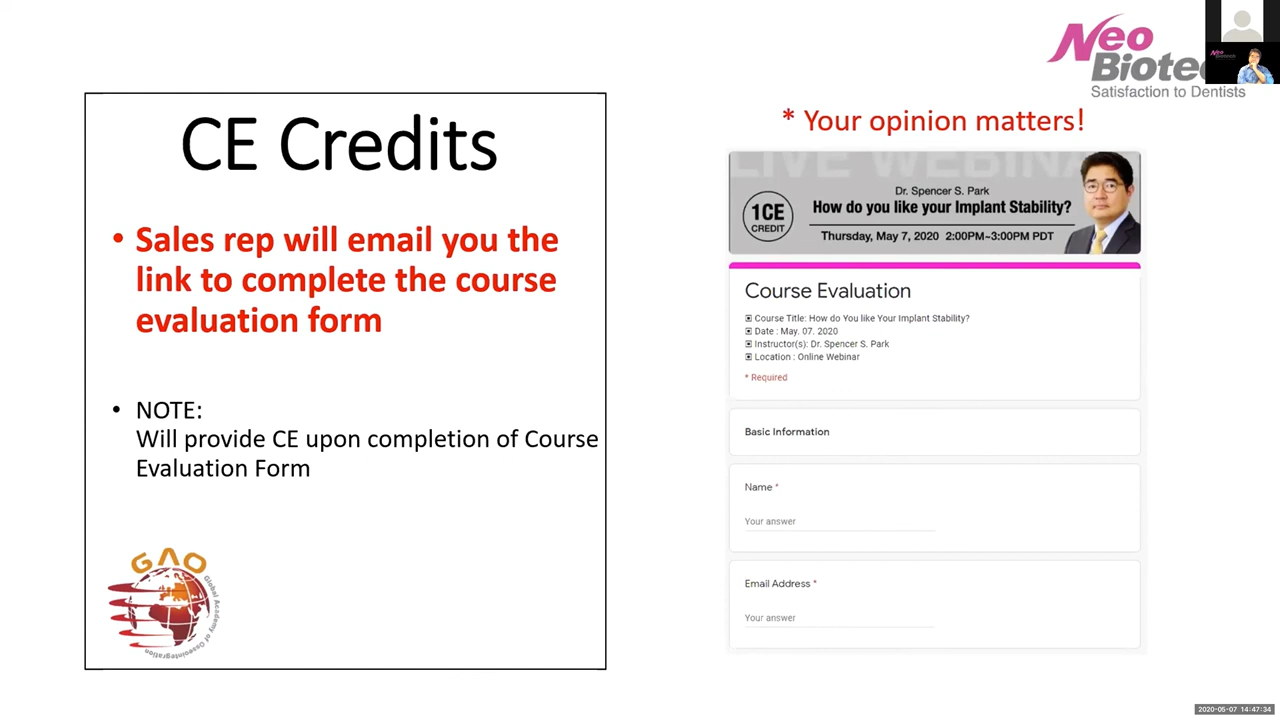 Neo
Biotec
Satisfaction to Dentists
CE Credits
• Sales rep will email you the
link to complete the course
evaluation form
• NOTE:
Will provide CE upon completion of Course
Evaluation Form
GAO
Global Academy of Osseointegration
* Your opinion matters!
LIVE WEBINA
1CE
CREDIT
Dr. Spencer S. Park
How do you like your Implant Stability?
Thursday, May 7, 2020 2:00PM~3:00PM PDT
Course Evaluation
Course Title: How do You like Your Implant Stability?
Date : May. 07. 2020
Instructor(s): Dr. Spencer S. Park
Location : Online Webinar
* Required
Basic Information
Name *
Your answer
Email Address *
Your answer
2020-05-07 14:47:34